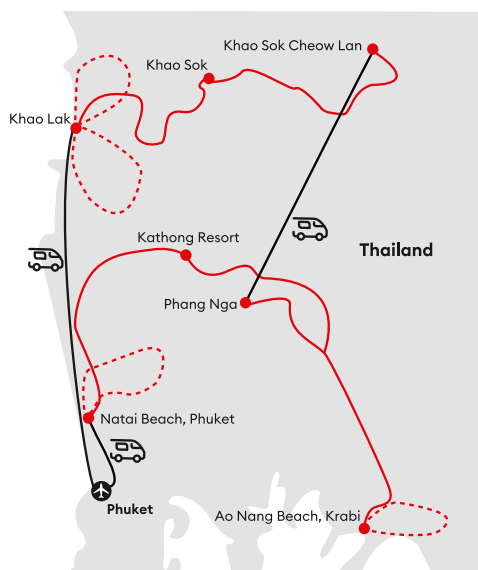 Khao Sok Cheow Lan
Khao Sok
Khao Lak
Kathong Resort
Thailand
Phang Nga
Natai Beach, Phuket
Phuket
Ao Nang Beach, Krabi